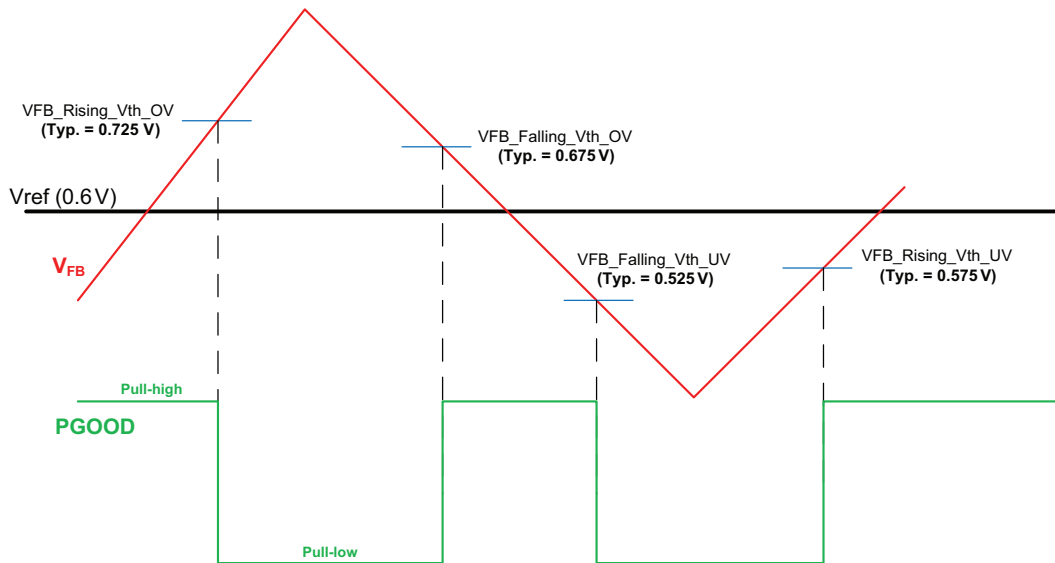 VFB_Rising_Vth_OV
(Typ. = 0.725 V)
VFB_Falling_Vth_OV
(Typ. = 0.675 V)
Vref (0.6 V)
VFB
VFB_Falling_Vth_UV
(Typ. = 0.525 V)
VFB_Rising_Vth_UV
(Typ. = 0.575 V)
Pull-high
PGOOD
Pull-low